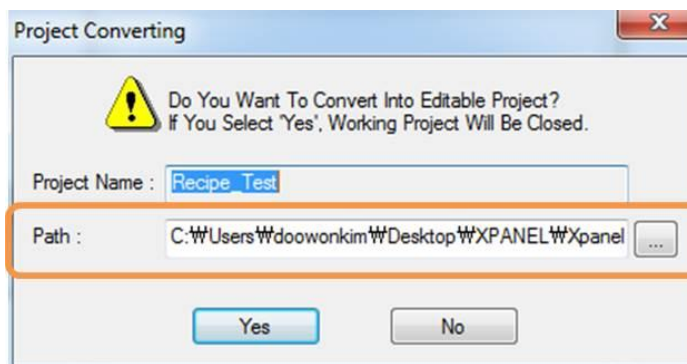 Project Converting
Do You Want To Convert Into Editable Project?
If You Select 'Yes', Working Project Will Be Closed.
Project Name : Recipe_Test
Path : C:₩Users₩doowonkim₩Desktop₩XPANEL₩Xpanel ...
Yes No